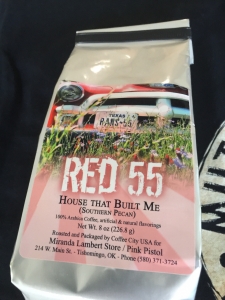 TEXAS
RANS-55
RED 55
HOUSE THAT BUILT ME
(SOUTHERN PECAN)
100% Arabica Coffee, artificial & natural flavorings
Net Wt. 8 oz (226.8 g)
Roasted and Packaged by Coffee City USA for
Miranda Lambert Store / Pink Pistol
214 W. Main St. - Tishomingo, OK - Phone (580) 371-3724